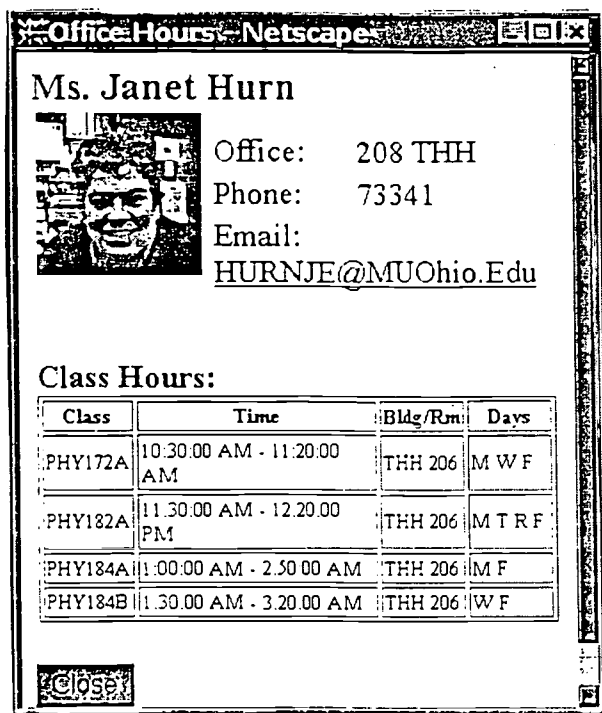 Office Hours - Netscape
Ms. Janet Hurn
Office: 208 THH
Phone: 73341
Email:
HURNJE@MUOhio.Edu
Class Hours:
Class Time Bldg/Rm Days
PHY172A 10:30:00 AM - 11:20:00 AM THH 206 M W F
PHY182A 11:30:00 AM - 12:20:00 PM THH 206 M T R F
PHY184A 1:00:00 AM - 2:50:00 AM THH 206 M F
PHY184B 1:30:00 AM - 3:20:00 AM THH 206 W F
Close